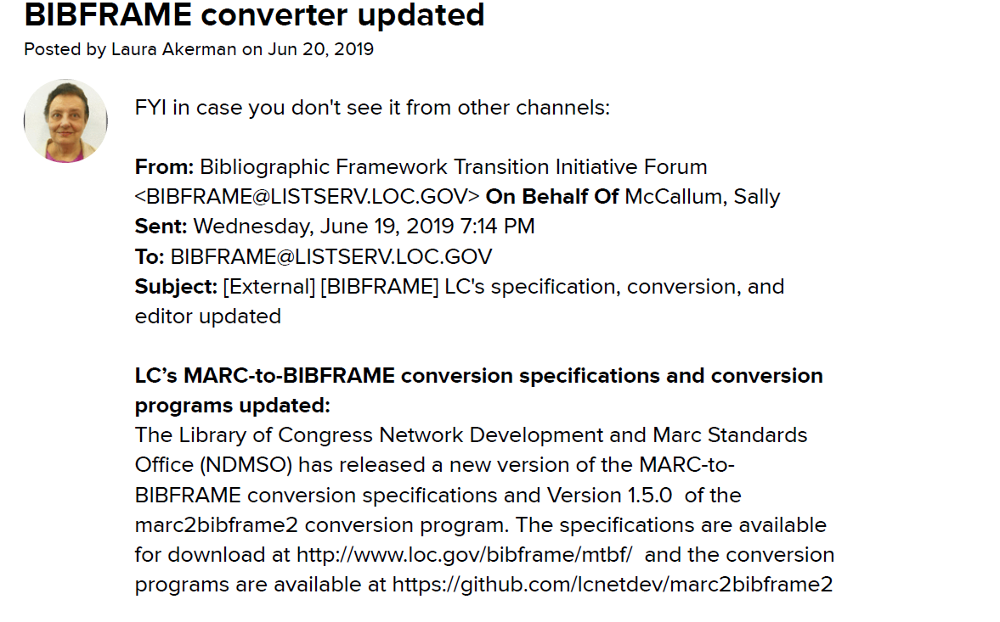 BIBFRAME converter updated
Posted by Laura Akerman on Jun 20, 2019
FYI in case you don't see it from other channels:
From: Bibliographic Framework Transition Initiative Forum
<BIBFRAME@LISTSERV.LOC.GOV> On Behalf Of McCallum, Sally
Sent: Wednesday, June 19, 2019 7:14 PM
To: BIBFRAME@LISTSERV.LOC.GOV
Subject: [External] [BIBFRAME] LC's specification, conversion, and
editor updated
LC’s MARC-to-BIBFRAME conversion specifications and conversion
programs updated:
The Library of Congress Network Development and Marc Standards
Office (NDMSO) has released a new version of the MARC-to-
BIBFRAME conversion specifications and Version 1.5.0  of the
marc2bibframe2 conversion program. The specifications are available
for download at http://www.loc.gov/bibframe/mtbf/  and the conversion
programs are available at https://github.com/lcnetdev/marc2bibframe2